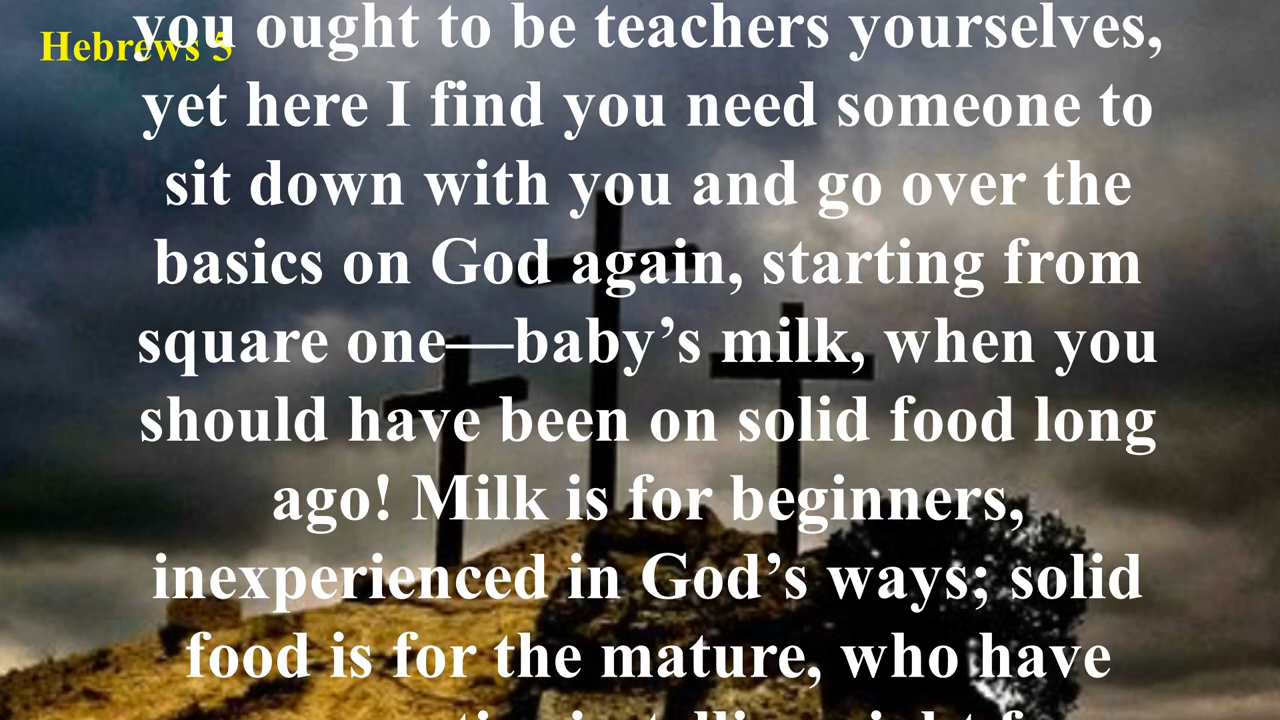 Hebrews 5
you ought to be teachers yourselves,
yet here I find you need someone to
sit down with you and go over the
basics on God again, starting from
square one—baby’s milk, when you
should have been on solid food long
ago! Milk is for beginners,
inexperienced in God’s ways; solid
food is for the mature, who have